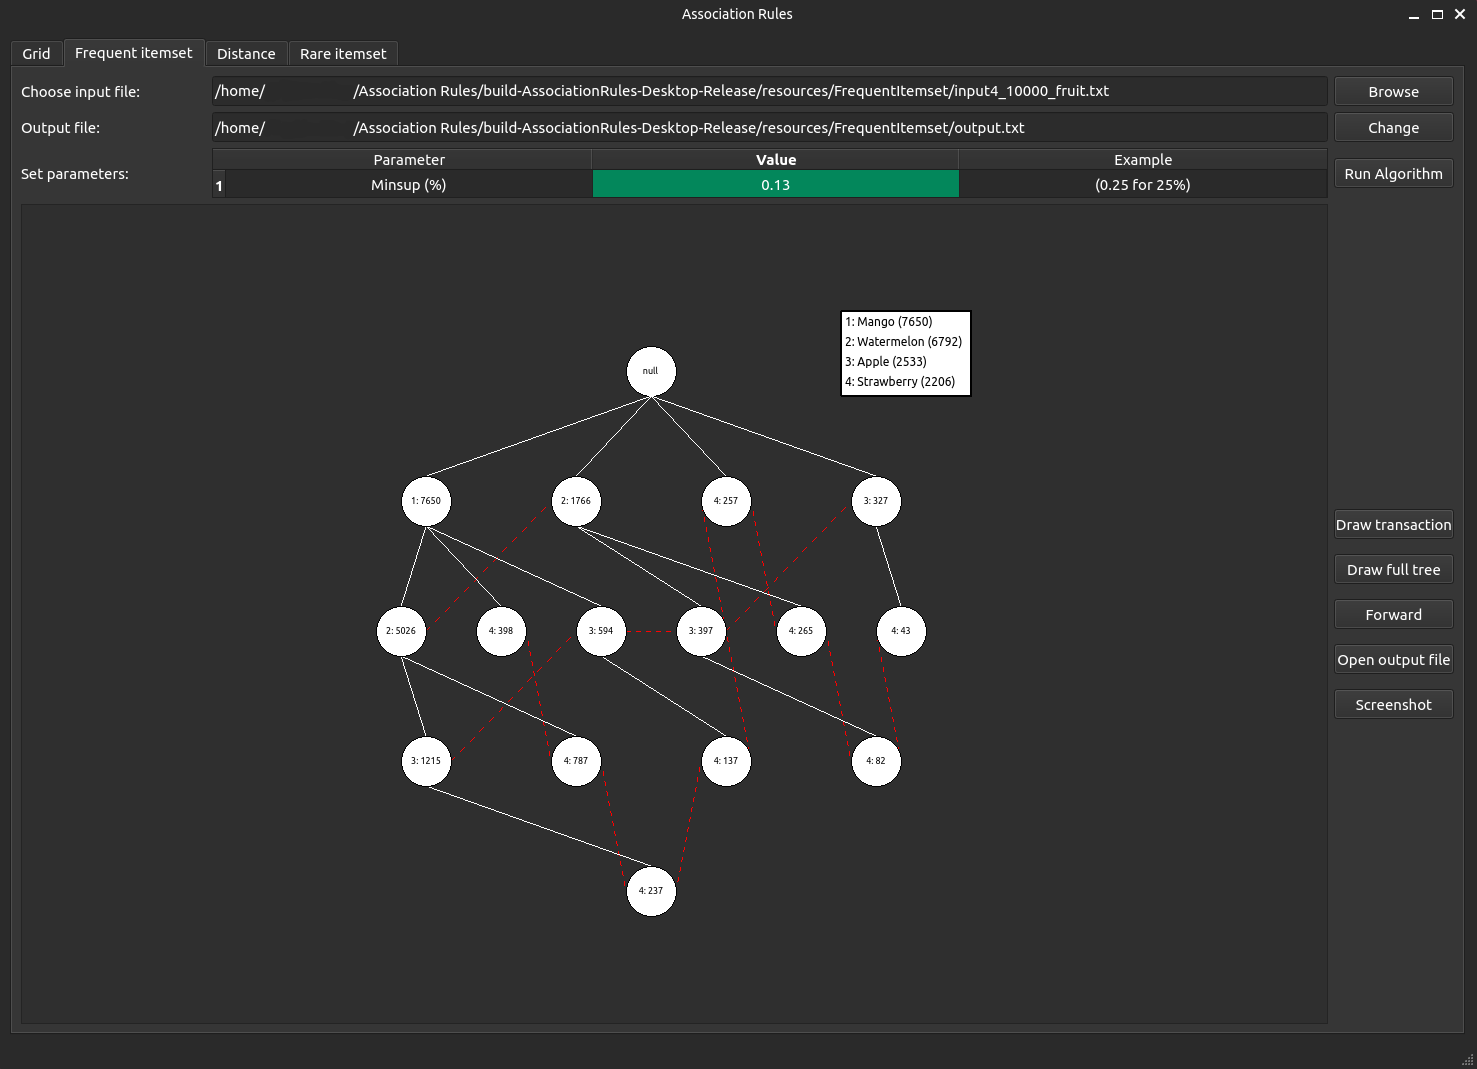 Association Rules
Grid
Frequent itemset
Distance
Rare itemset
Choose input file:
/home/ /Association Rules/build-AssociationRules-Desktop-Release/resources/FrequentItemset/input4_10000_fruit.txt
Browse
Output file:
/home/ /Association Rules/build-AssociationRules-Desktop-Release/resources/FrequentItemset/output.txt
Change
Set parameters:
Parameter Value Example
1 Minsup (%) 0.13 (0.25 for 25%)
Run Algorithm
1: Mango (7650)
2: Watermelon (6792)
3: Apple (2533)
4: Strawberry (2206)
null
1: 7650
2: 1766
4: 257
3: 327
2: 5026
4: 398
3: 594
3: 397
4: 265
4: 43
3: 1215
4: 787
4: 137
4: 82
4: 237
Draw transaction
Draw full tree
Forward
Open output file
Screenshot